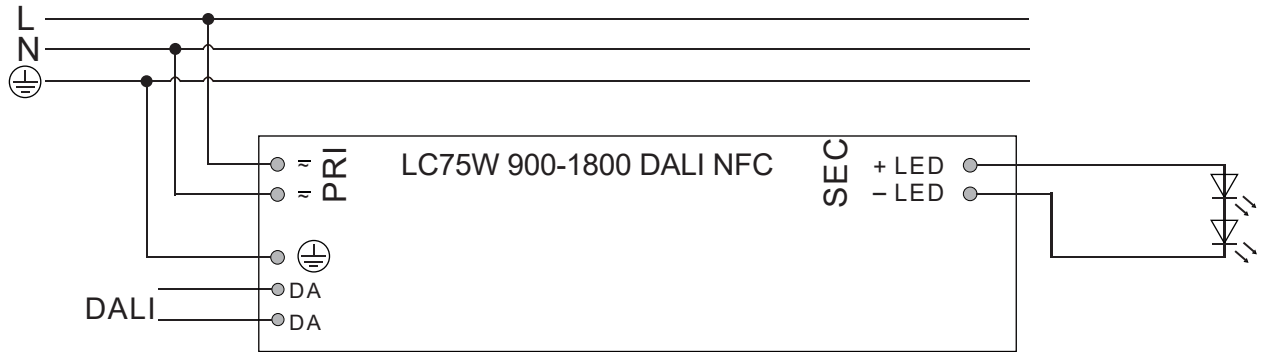 L
N
PRI
LC75W 900-1800 DALI NFC
SEC
+ LED
– LED
DALI
DA
DA